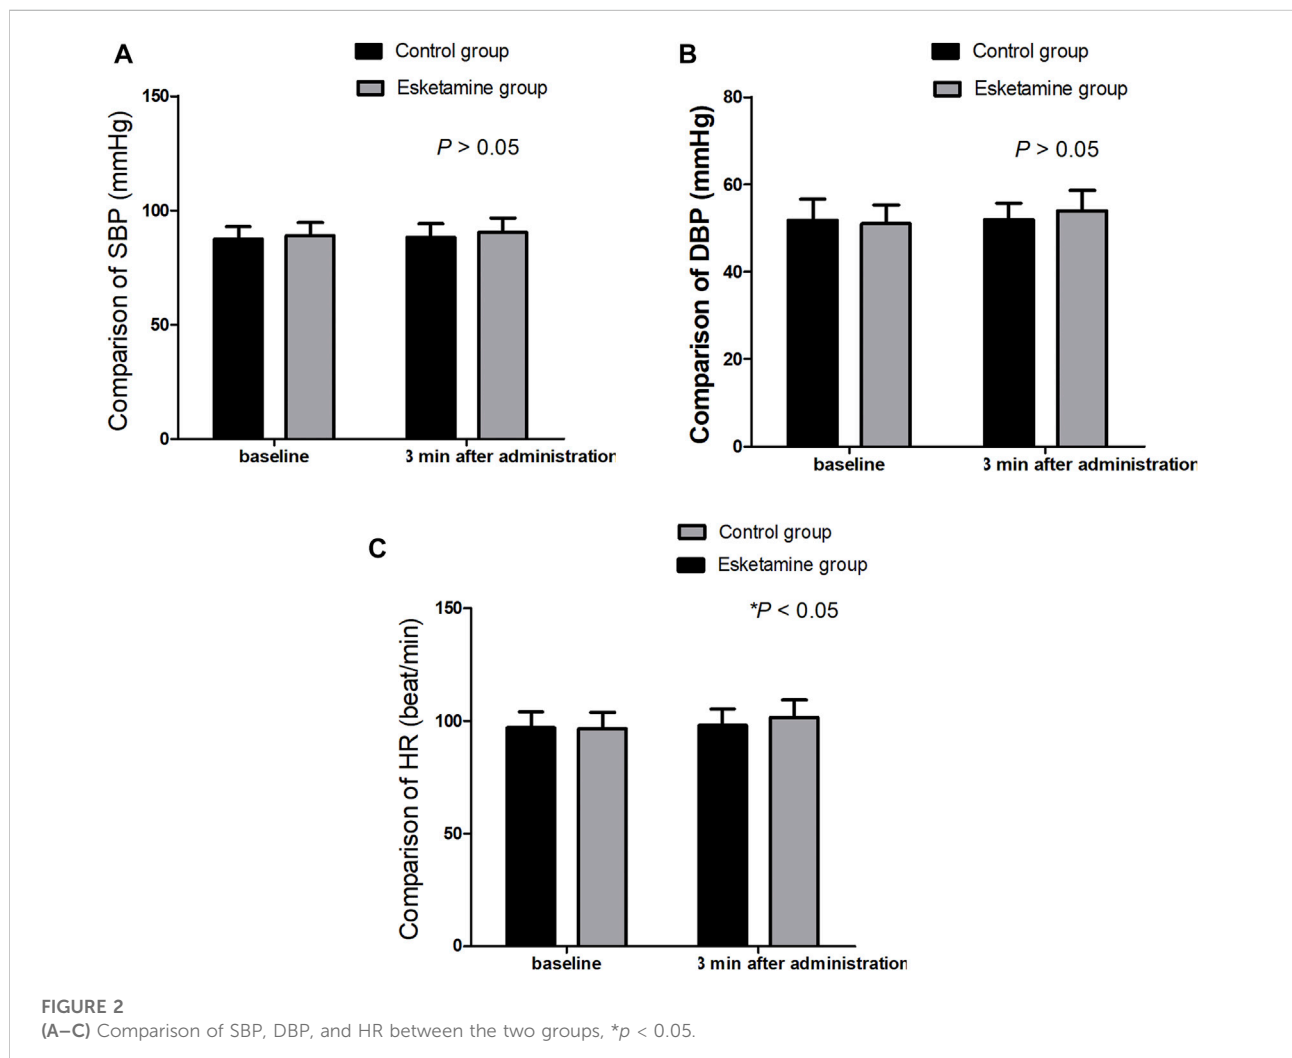 A
Control group
Esketamine group
P > 0.05
Comparison of SBP (mmHg)
150
100
50
0
baseline
3 min after administration
B
Control group
Esketamine group
P > 0.05
Comparison of DBP (mmHg)
80
60
40
20
0
baseline
3 min after administration
C
Control group
Esketamine group
*P < 0.05
Comparison of HR (beat/min)
150
100
50
0
baseline
3 min after administration
FIGURE 2
(A–C) Comparison of SBP, DBP, and HR between the two groups, *p < 0.05.